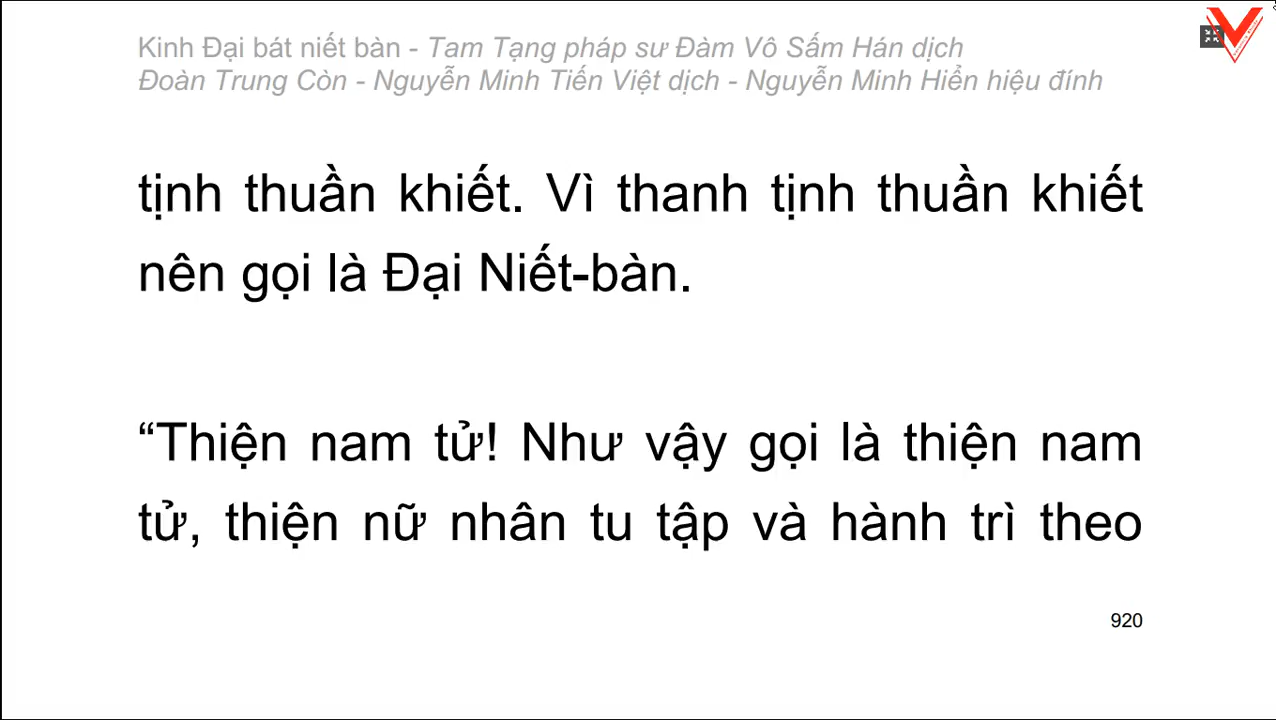 Kinh Đại bát niết bàn - Tam Tạng pháp sư Đàm Vô Sấm Hán dịch
Đoàn Trung Còn - Nguyễn Minh Tiến Việt dịch - Nguyễn Minh Hiển hiệu đính
tịnh thuần khiết. Vì thanh tịnh thuần khiết
nên gọi là Đại Niết-bàn.
“Thiện nam tử! Như vậy gọi là thiện nam
tử, thiện nữ nhân tu tập và hành trì theo
920